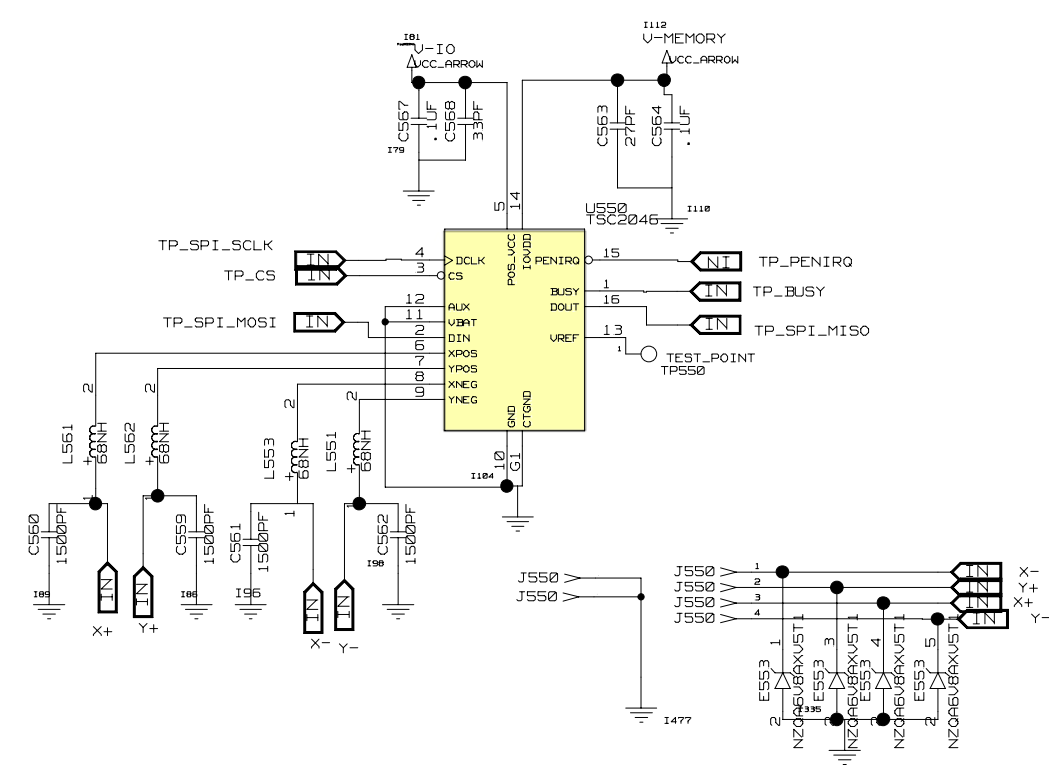 I81
V-IO
VCC_ARROW
I112
V-MEMORY
VCC_ARROW
C567
.1UF
C568
33PF
I79
C563
27PF
C564
.1UF
I110
5
14
U550
TSC2046
POS_VCC
IOVDD
TP_SPI_SCLK
IN
4
DCLK
TP_CS
IN
3
CS
12
AUX
11
VBAT
TP_SPI_MOSI
IN
2
DIN
6
XPOS
7
YPOS
8
XNEG
9
YNEG
PENIRQ
15
IN
TP_PENIRQ
BUSY
1
IN
TP_BUSY
DOUT
16
IN
TP_SPI_MISO
VREF
13
1
TEST_POINT
TP550
GND
CTGND
10
G1
I104
2
L561
68NH
+
1
2
L562
68NH
+
1
2
L553
68NH
+
1
2
L551
68NH
+
1
C560
1500PF
I89
IN
X+
IN
Y+
C559
1500PF
I86
C561
1500PF
I96
IN
X-
IN
Y-
C562
1500PF
I98
J550
J550
I477
J550
1
IN
X-
J550
2
IN
Y+
J550
3
IN
X+
J550
4
IN
Y-
1
E553
2
NZQA6V8AXV5T1
3
E553
2
NZQA6V8AXV5T1
4
E553
2
NZQA6V8AXV5T1
5
E553
2
NZQA6V8AXV5T1
I335